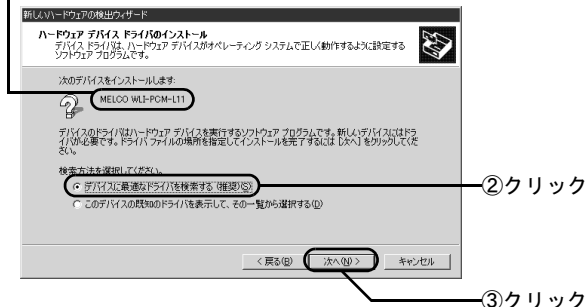 新しいハードウェアの検出ウィザード
ハードウェア デバイス ドライバのインストール
デバイス ドライバは、ハードウェア デバイスがオペレーティング システムで正しく動作するように設定する
ソフトウェア プログラムです。
次のデバイスをインストールします:
MELCO WLI-PCM-L11
デバイスのドライバはハードウェア デバイスを実行するソフトウェア プログラムです。新しいデバイスにはドラ
イバが必要です。ドライバ ファイルの場所を指定してインストールを完了するには [次へ] をクリックしてくだ
さい。
検索方法を選択してください。
デバイスに最適なドライバを検索する (推奨)(S)
このデバイスの既知のドライバを表示して、その一覧から選択する(D)
②クリック
< 戻る(B)
次へ(N) >
キャンセル
③クリック